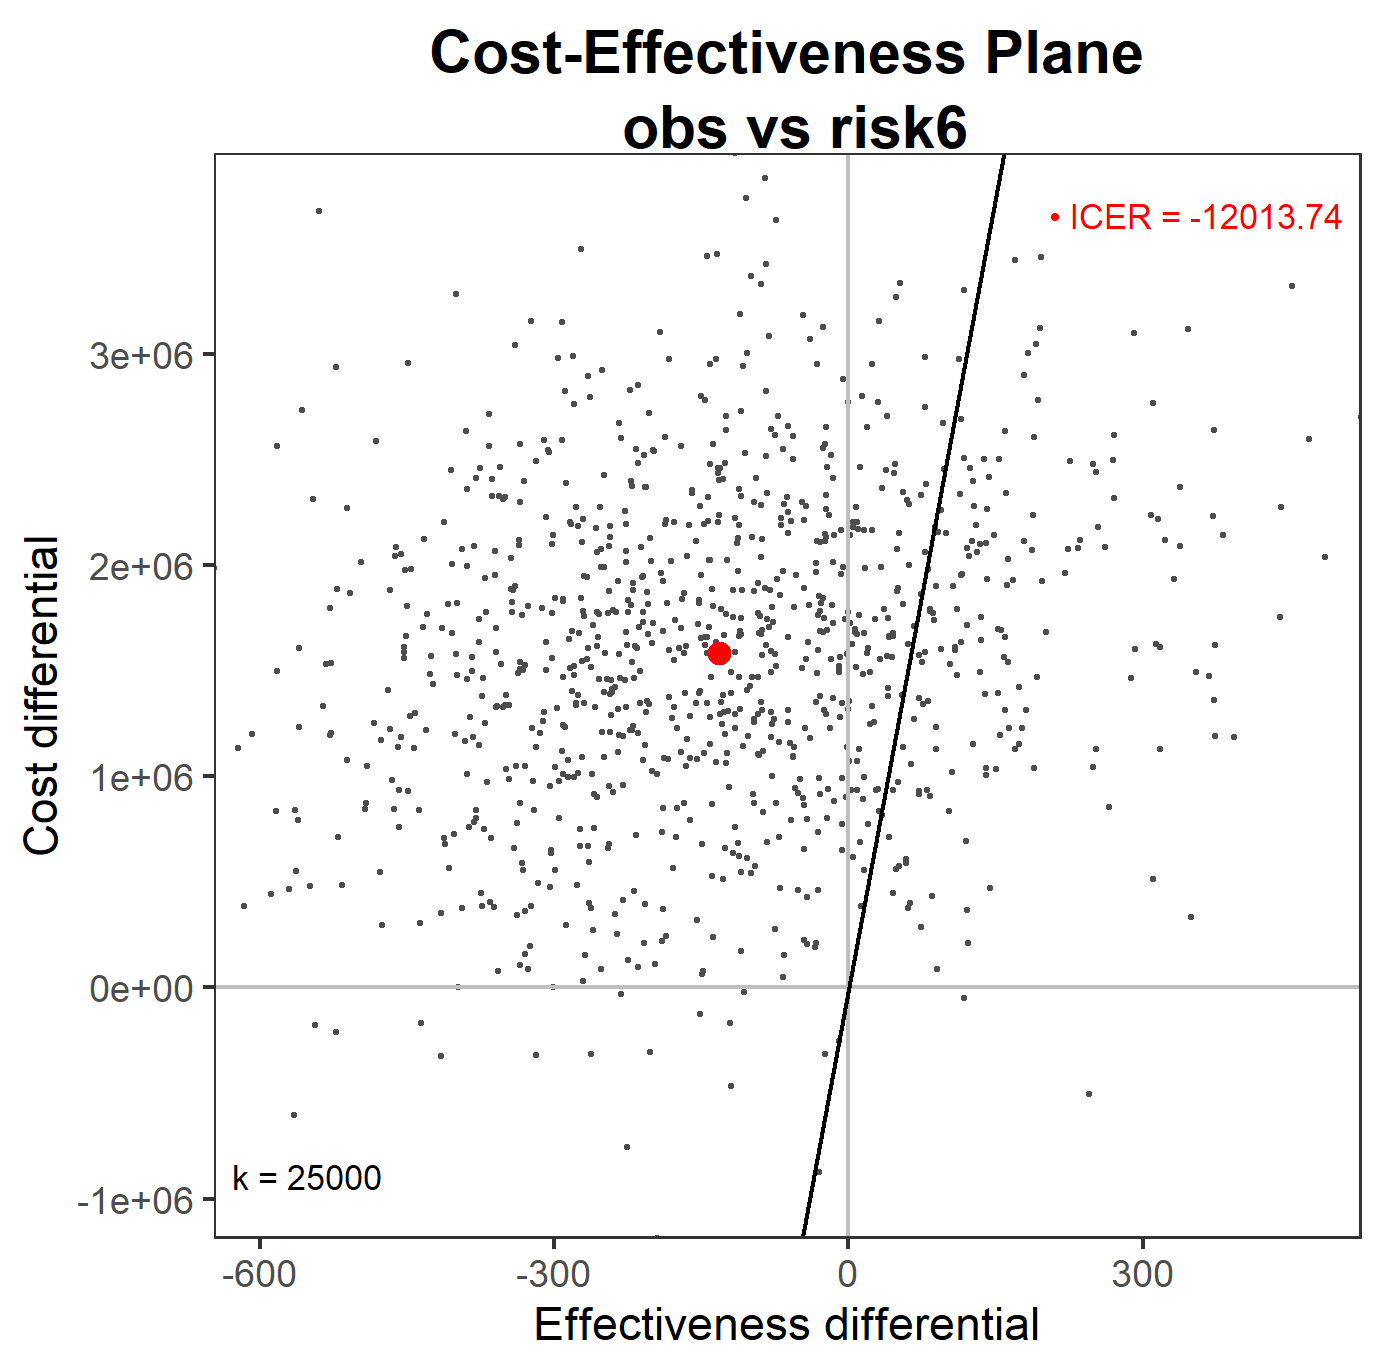 Cost-Effectiveness Plane
obs vs risk6
• ICER = -12013.74
3e+06
2e+06
1e+06
0e+00
-1e+06
Cost differential
k = 25000
-600
-300
0
300
Effectiveness differential